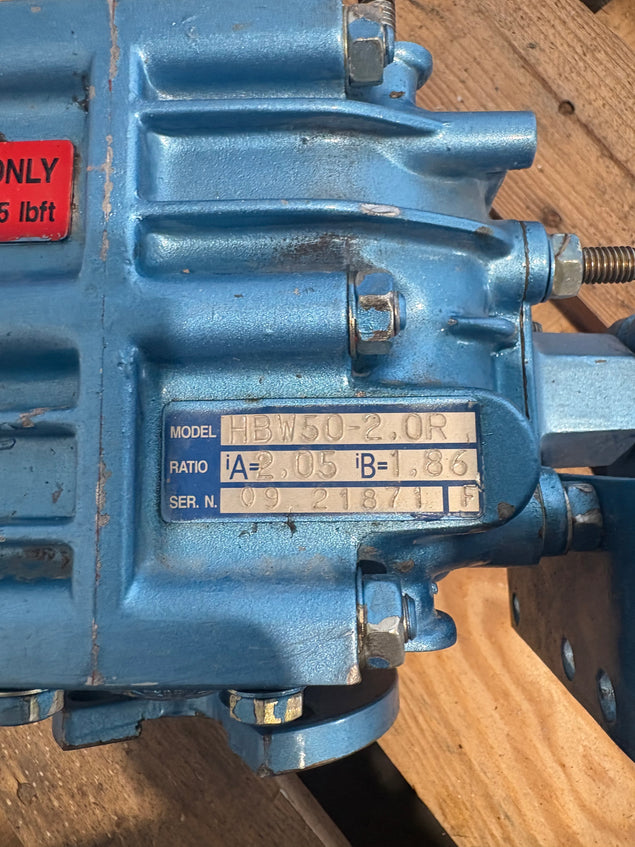 ONLY
5 lbft
MODEL HBW50-2.0R
RATIO iA=2.05 iB=1.86
SER. N. 09 21871 F